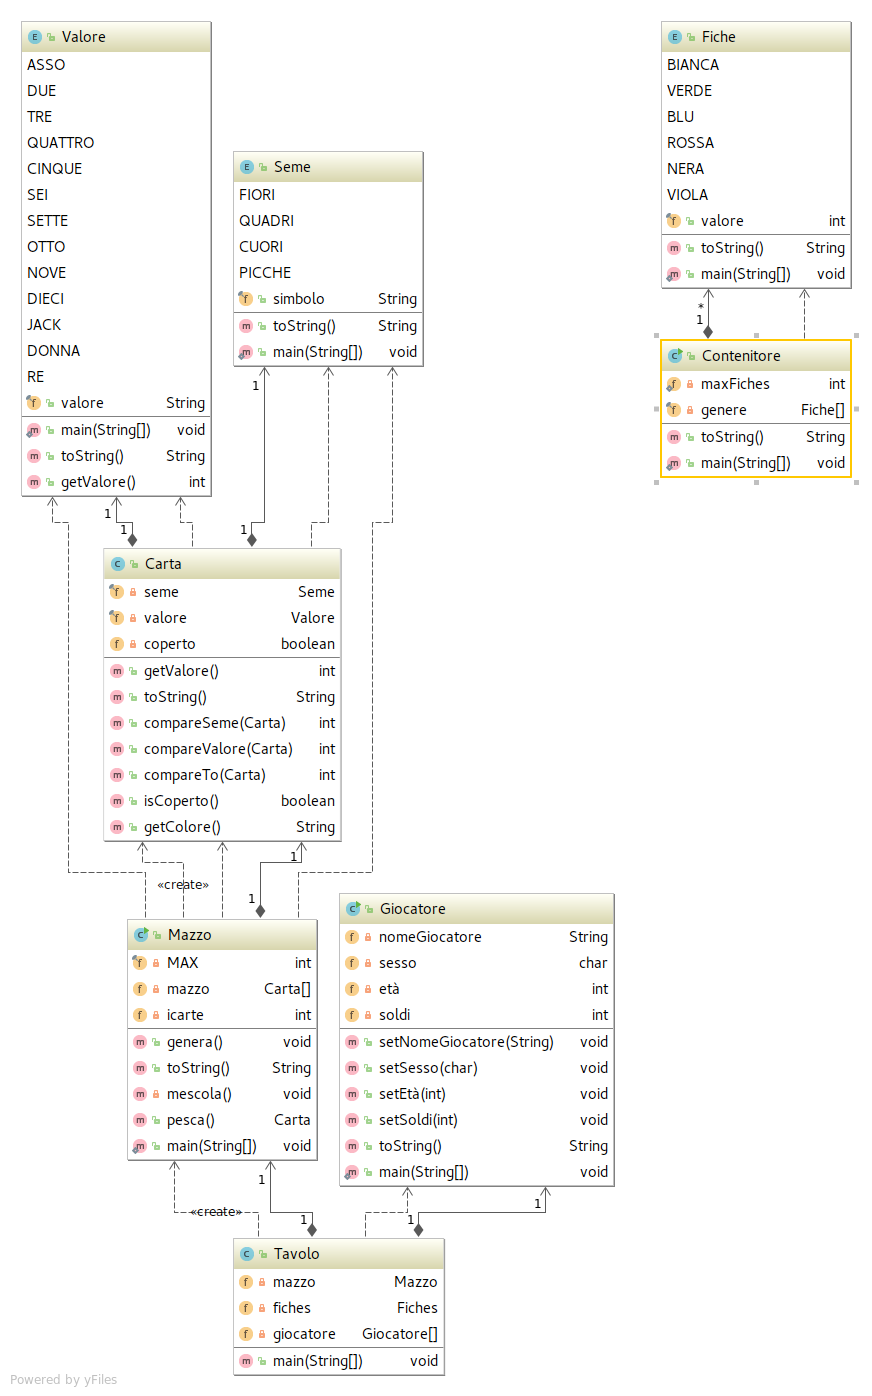 Valore
ASSO
DUE
TRE
QUATTRO
CINQUE
SEI
SETTE
OTTO
NOVE
DIECI
JACK
DONNA
RE
valore String
main(String[]) void
toString() String
getValore() int
Seme
FIORI
QUADRI
CUORI
PICCHE
simbolo String
toString() String
main(String[]) void
Fiche
BIANCA
VERDE
BLU
ROSSA
NERA
VIOLA
valore int
toString() String
main(String[]) void
*
1
Contenitore
maxFiches int
genere Fiche[]
toString() String
main(String[]) void
1
1
1
1
Carta
seme Seme
valore Valore
coperto boolean
getValore() int
toString() String
compareSeme(Carta) int
compareValore(Carta) int
compareTo(Carta) int
isCoperto() boolean
getColore() String
1
«create»
1
Mazzo
MAX int
mazzo Carta[]
icarte int
genera() void
toString() String
mescola() void
pesca() Carta
main(String[]) void
Giocatore
nomeGiocatore String
sesso char
età int
soldi int
setNomeGiocatore(String) void
setSesso(char) void
setEtà(int) void
setSoldi(int) void
toString() String
main(String[]) void
1
1
«create»
1
1
Tavolo
mazzo Mazzo
fiches Fiches
giocatore Giocatore[]
main(String[]) void
Powered by yFiles